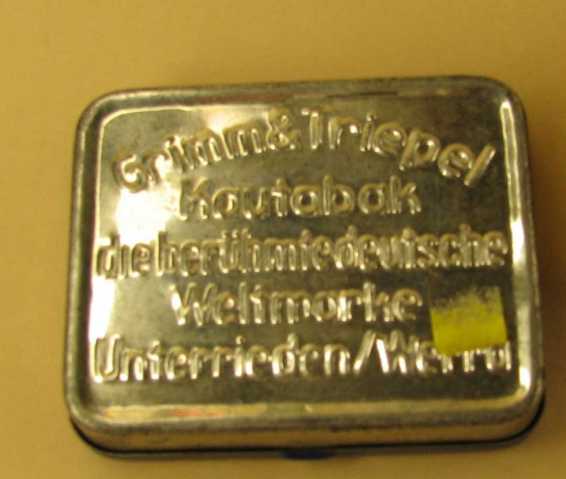 Grimm & Triepel
Kautabak
die berühmte deutsche
Weltmarke
Unterrieden/Werra